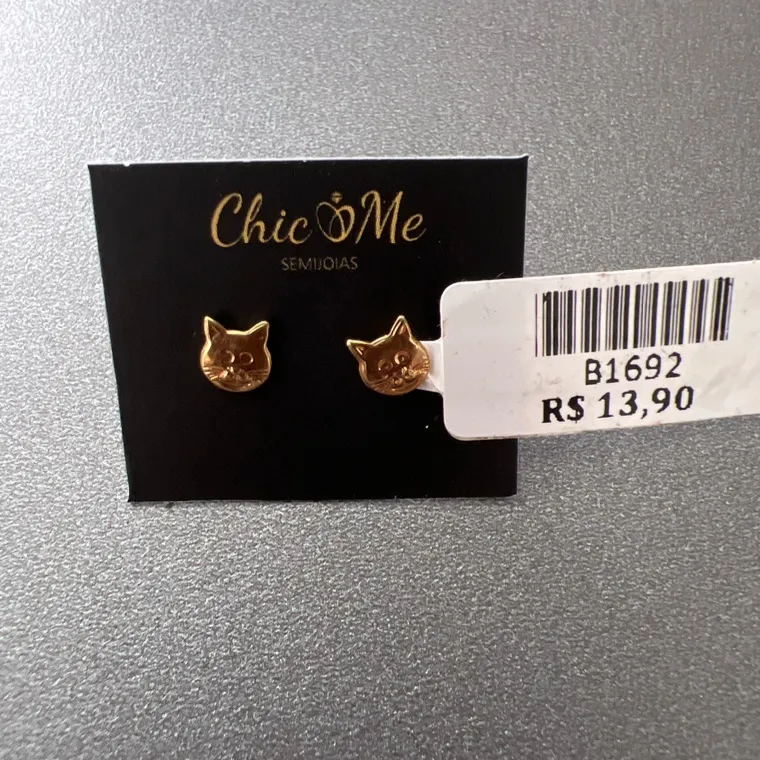 Chic Me
SEMIJOIAS
B1692
R$ 13,90